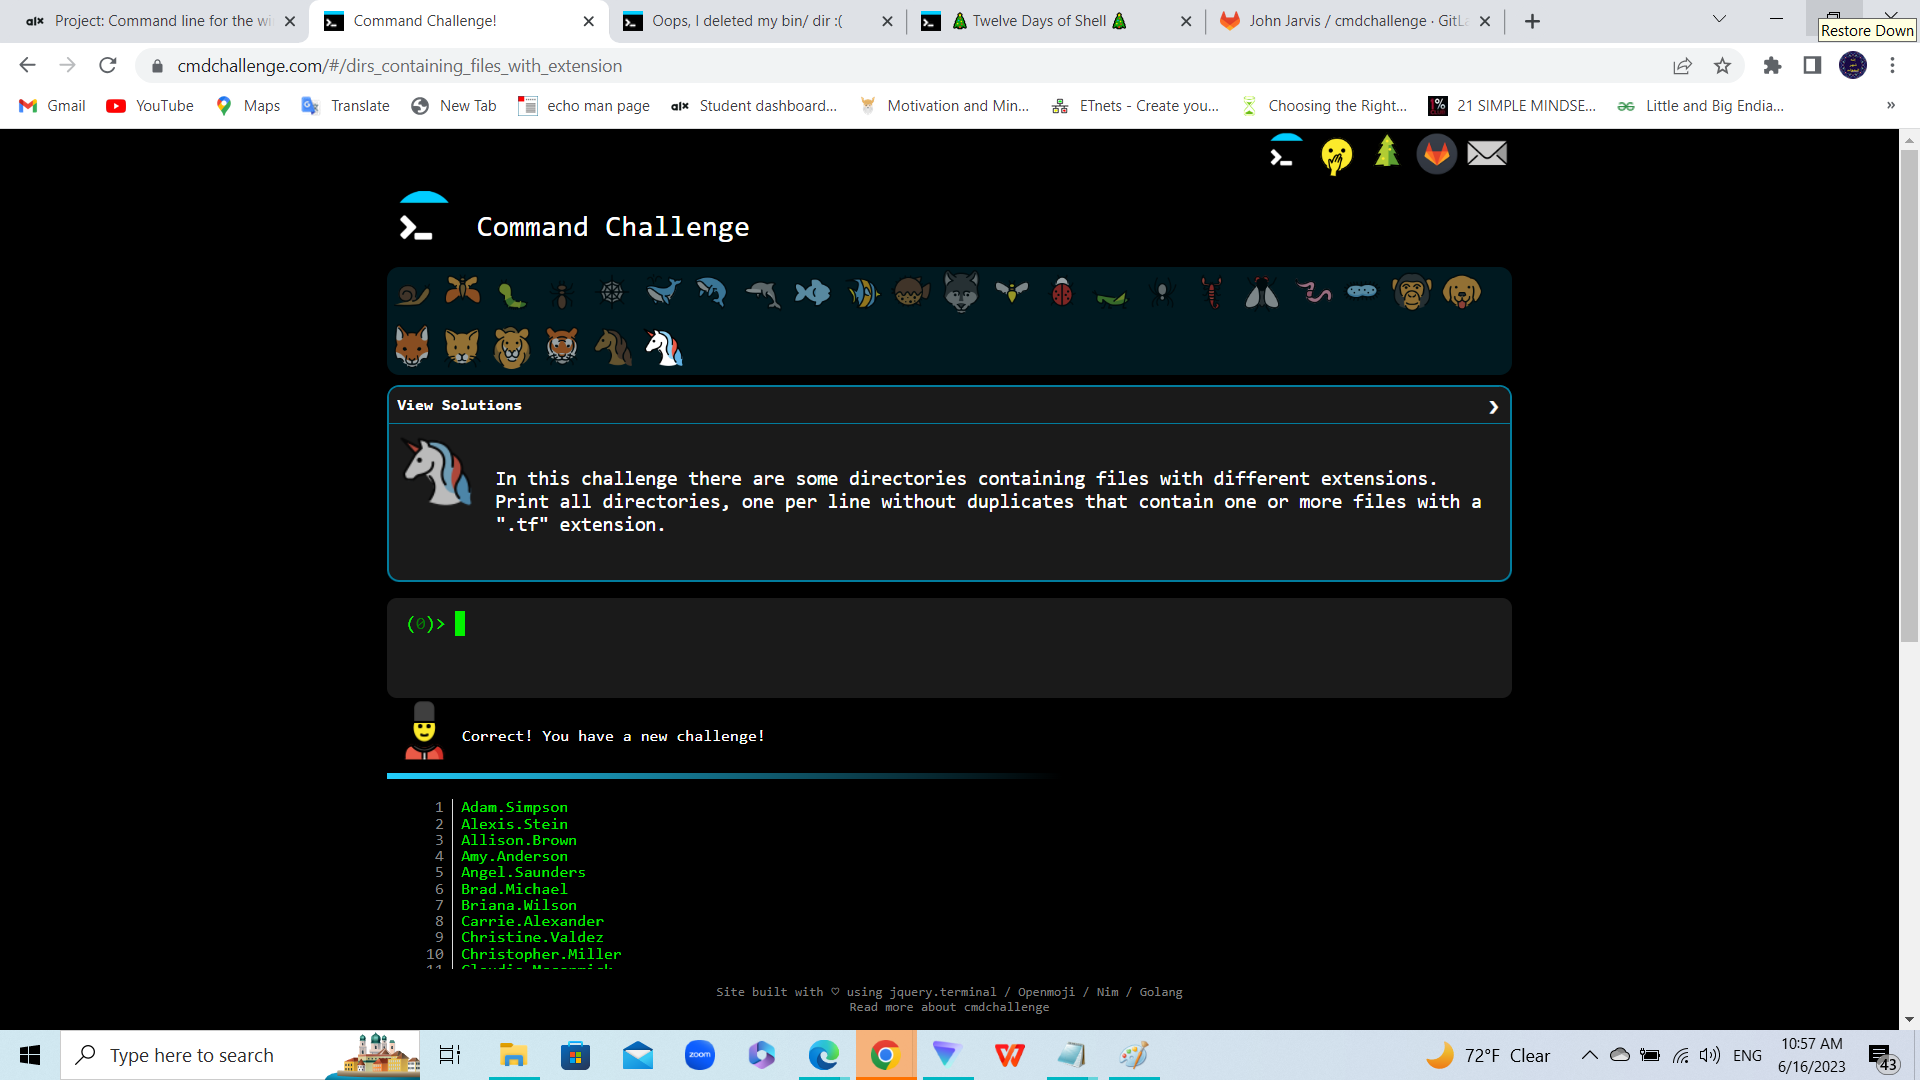 Project: Command line for the wi
Command Challenge!
Oops, I deleted my bin/ dir :(
🎄 Twelve Days of Shell 🎄
John Jarvis / cmdchallenge · GitL
Restore Down
cmdchallenge.com/#/dirs_containing_files_with_extension
Gmail
YouTube
Maps
Translate
New Tab
echo man page
Student dashboard...
Motivation and Min...
ETnets - Create you...
Choosing the Right...
21 SIMPLE MINDSE...
Little and Big Endia...
Command Challenge
View Solutions
In this challenge there are some directories containing files with different extensions.
Print all directories, one per line without duplicates that contain one or more files with a
".tf" extension.
(0)>
Correct! You have a new challenge!
1 Adam.Simpson
2 Alexis.Stein
3 Allison.Brown
4 Amy.Anderson
5 Angel.Saunders
6 Brad.Michael
7 Briana.Wilson
8 Carrie.Alexander
9 Christine.Valdez
10 Christopher.Miller
Site built with ♡ using jquery.terminal / Openmoji / Nim / Golang
Read more about cmdchallenge
Type here to search
zoom
72°F Clear
ENG
10:57 AM
6/16/2023
43